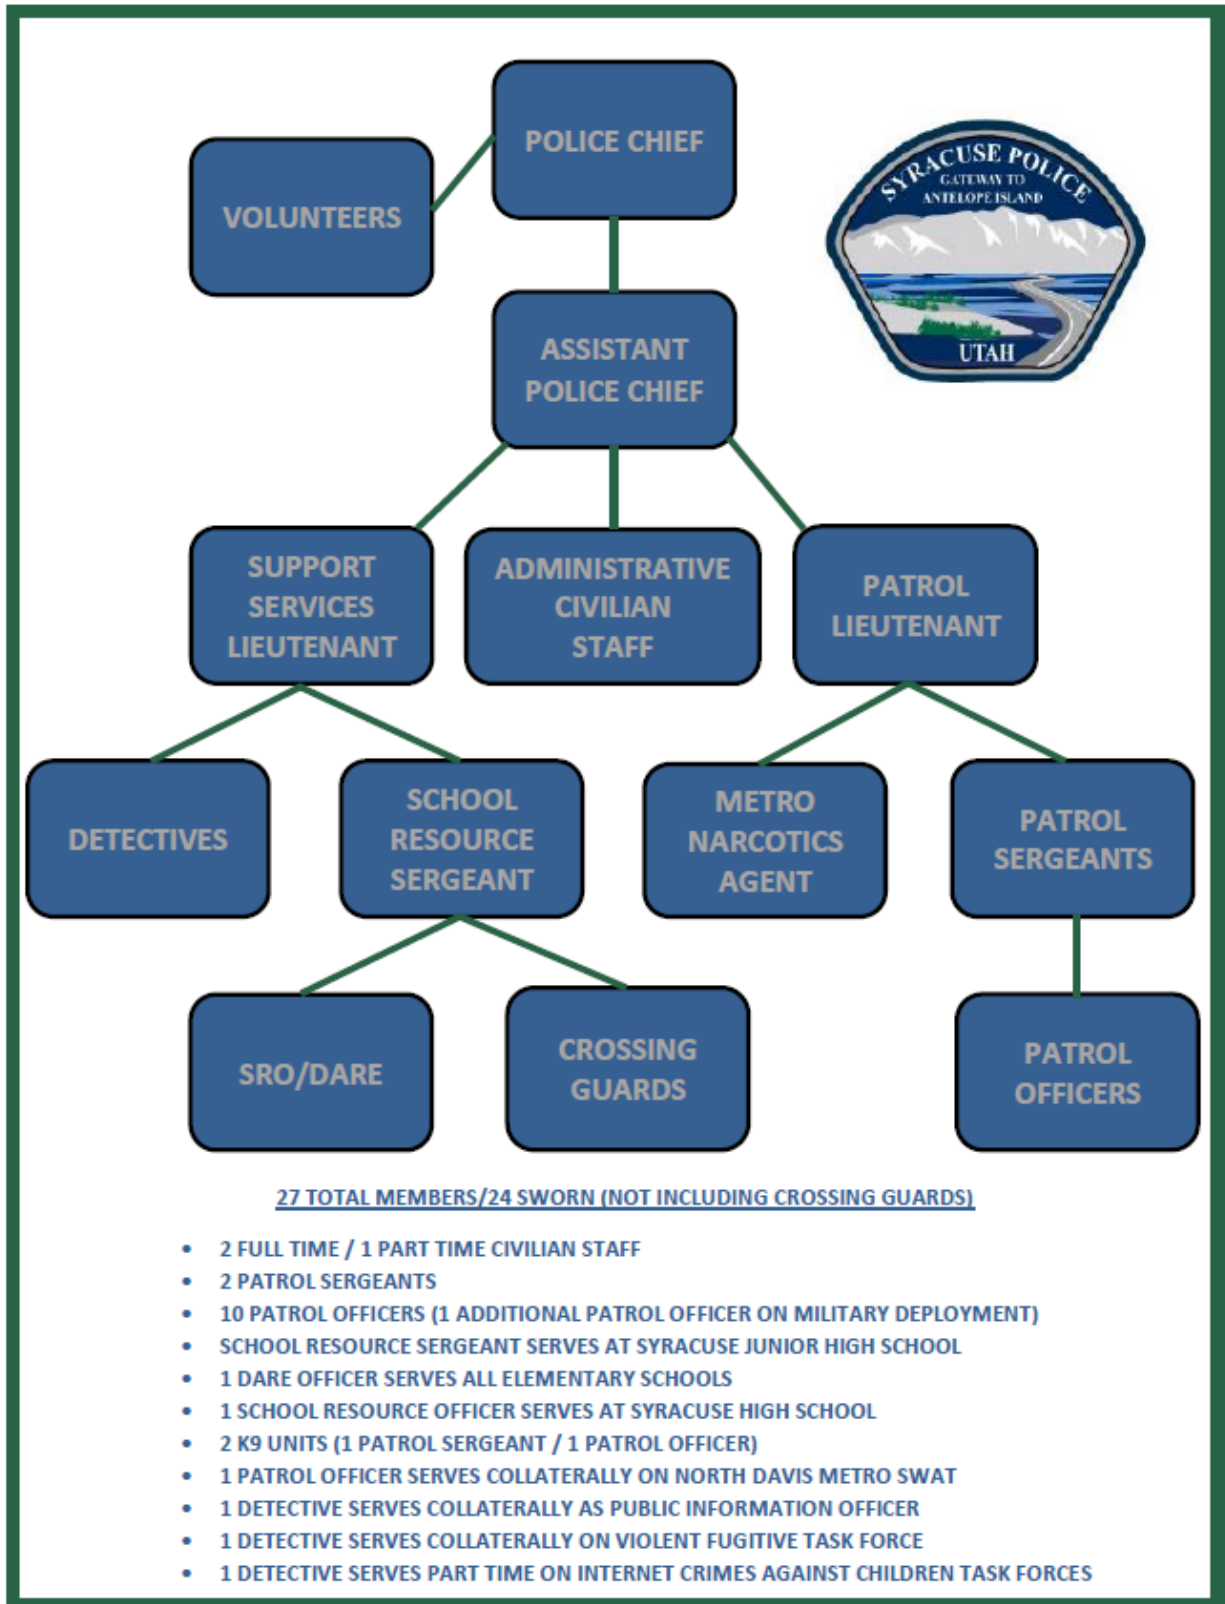 POLICE CHIEF
VOLUNTEERS
SYRACUSE POLICE
GATEWAY TO
ANTELOPE ISLAND
UTAH
ASSISTANT
POLICE CHIEF
SUPPORT
SERVICES
LIEUTENANT
ADMINISTRATIVE
CIVILIAN
STAFF
PATROL
LIEUTENANT
DETECTIVES
SCHOOL
RESOURCE
SERGEANT
METRO
NARCOTICS
AGENT
PATROL
SERGEANTS
SRO/DARE
CROSSING
GUARDS
PATROL
OFFICERS
27 TOTAL MEMBERS/24 SWORN (NOT INCLUDING CROSSING GUARDS)
• 2 FULL TIME / 1 PART TIME CIVILIAN STAFF
• 2 PATROL SERGEANTS
• 10 PATROL OFFICERS (1 ADDITIONAL PATROL OFFICER ON MILITARY DEPLOYMENT)
• SCHOOL RESOURCE SERGEANT SERVES AT SYRACUSE JUNIOR HIGH SCHOOL
• 1 DARE OFFICER SERVES ALL ELEMENTARY SCHOOLS
• 1 SCHOOL RESOURCE OFFICER SERVES AT SYRACUSE HIGH SCHOOL
• 2 K9 UNITS (1 PATROL SERGEANT / 1 PATROL OFFICER)
• 1 PATROL OFFICER SERVES COLLATERALLY ON NORTH DAVIS METRO SWAT
• 1 DETECTIVE SERVES COLLATERALLY AS PUBLIC INFORMATION OFFICER
• 1 DETECTIVE SERVES COLLATERALLY ON VIOLENT FUGITIVE TASK FORCE
• 1 DETECTIVE SERVES PART TIME ON INTERNET CRIMES AGAINST CHILDREN TASK FORCES